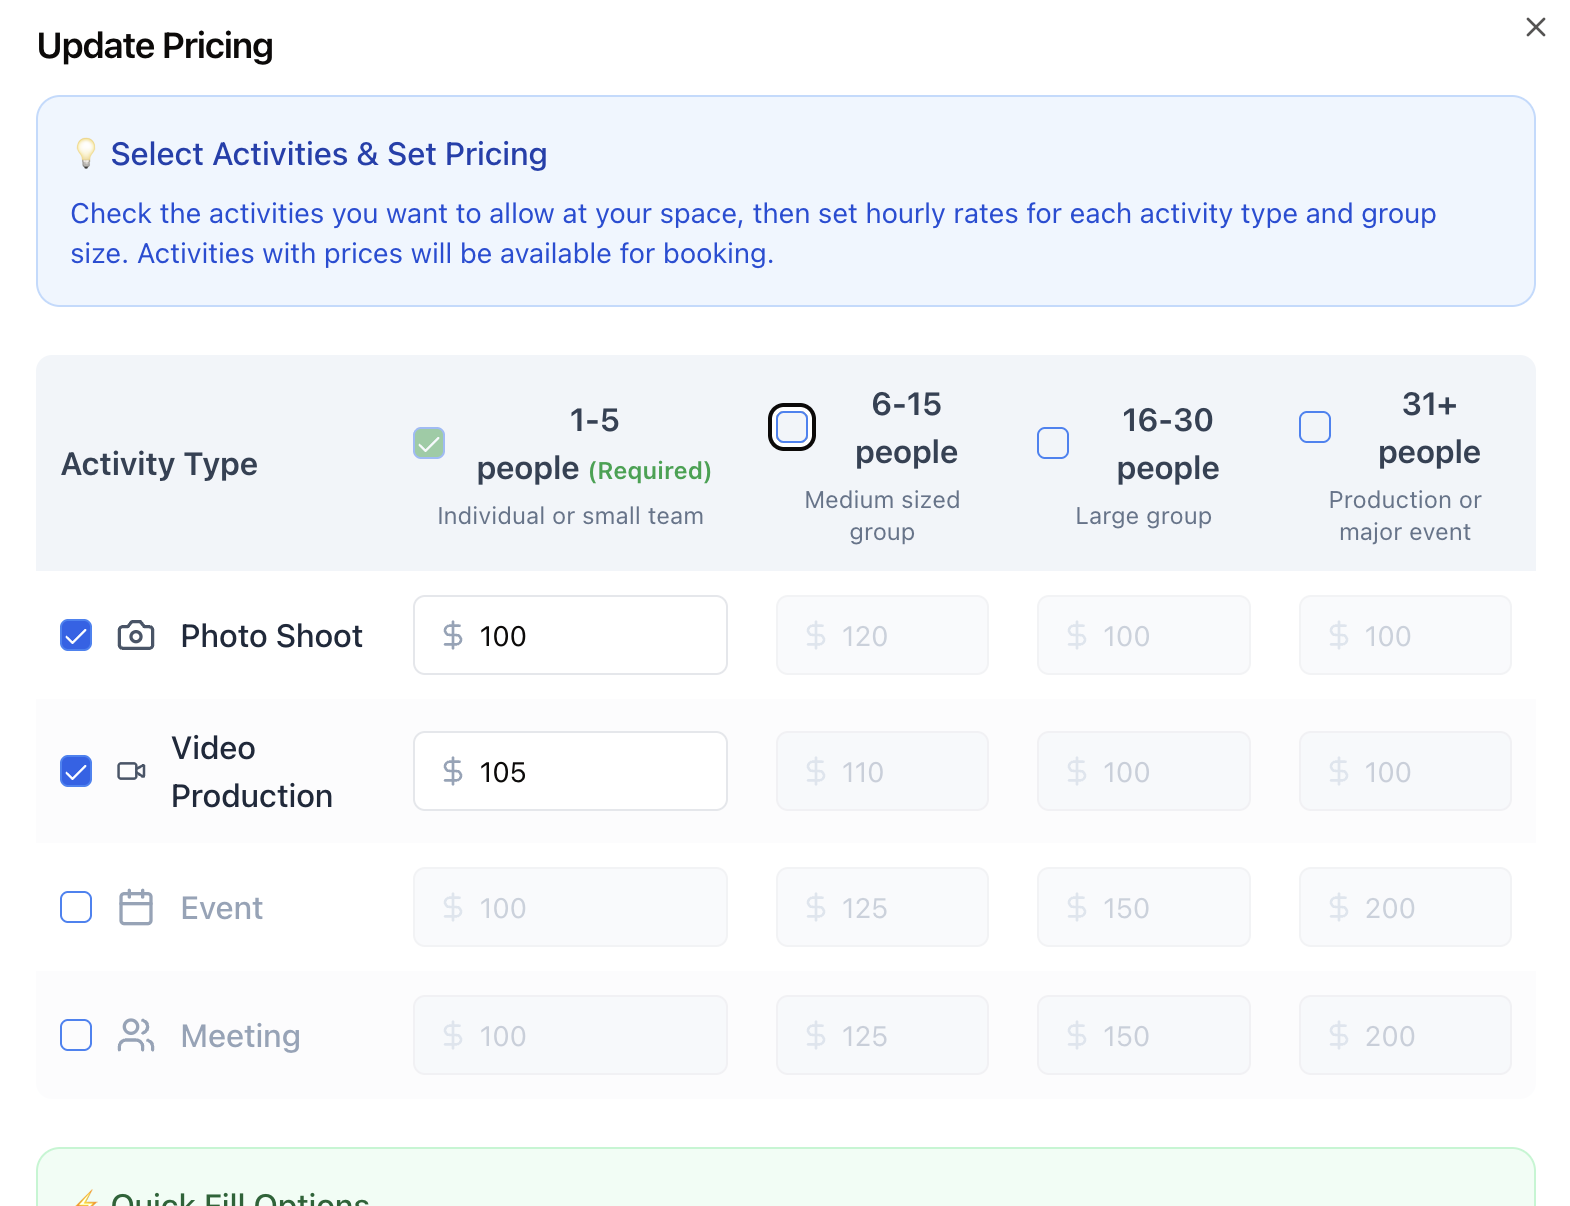 Update Pricing
💡 Select Activities & Set Pricing
Check the activities you want to allow at your space, then set hourly rates for each activity type and group
size. Activities with prices will be available for booking.
Activity Type
1-5
people (Required)
Individual or small team
6-15
people
Medium sized
group
16-30
people
Large group
31+
people
Production or
major event
Photo Shoot
$ 100
$ 120
$ 100
$ 100
Video
Production
$ 105
$ 110
$ 100
$ 100
Event
$ 100
$ 125
$ 150
$ 200
Meeting
$ 100
$ 125
$ 150
$ 200
⚡ Quick Fill Options